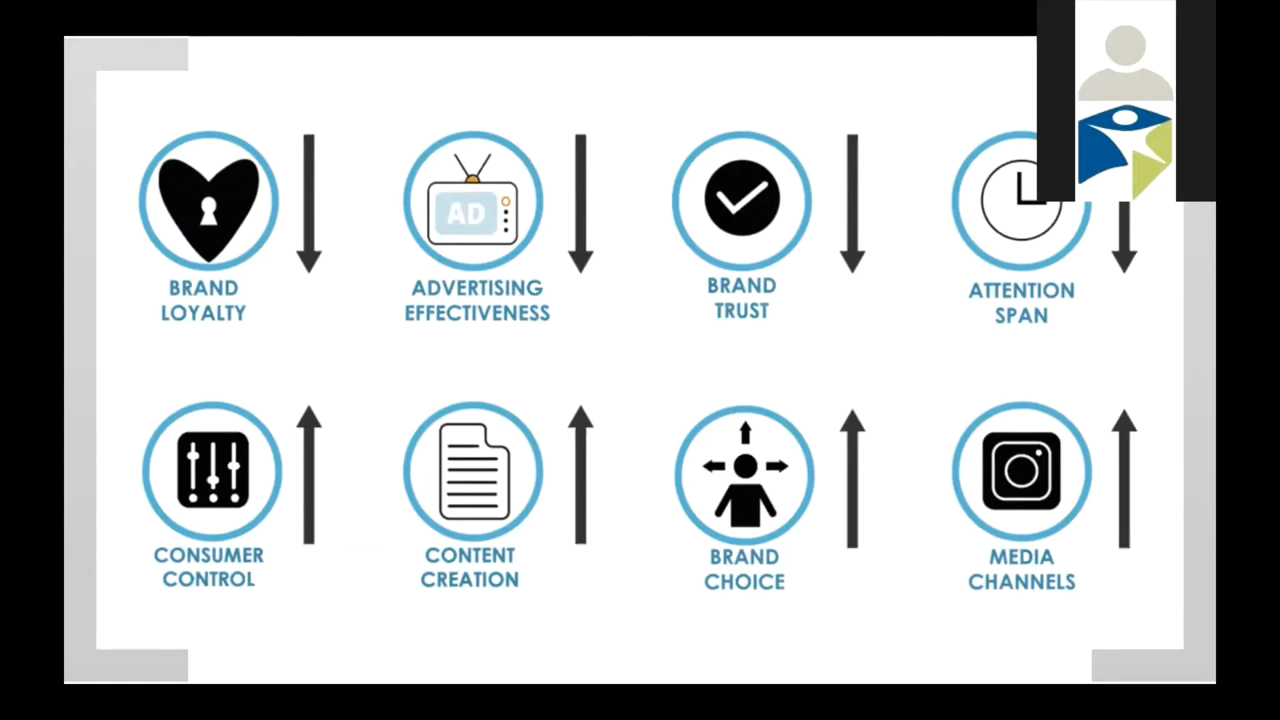 AD
BRAND
LOYALTY
ADVERTISING
EFFECTIVENESS
BRAND
TRUST
ATTENTION
SPAN
CONSUMER
CONTROL
CONTENT
CREATION
BRAND
CHOICE
MEDIA
CHANNELS